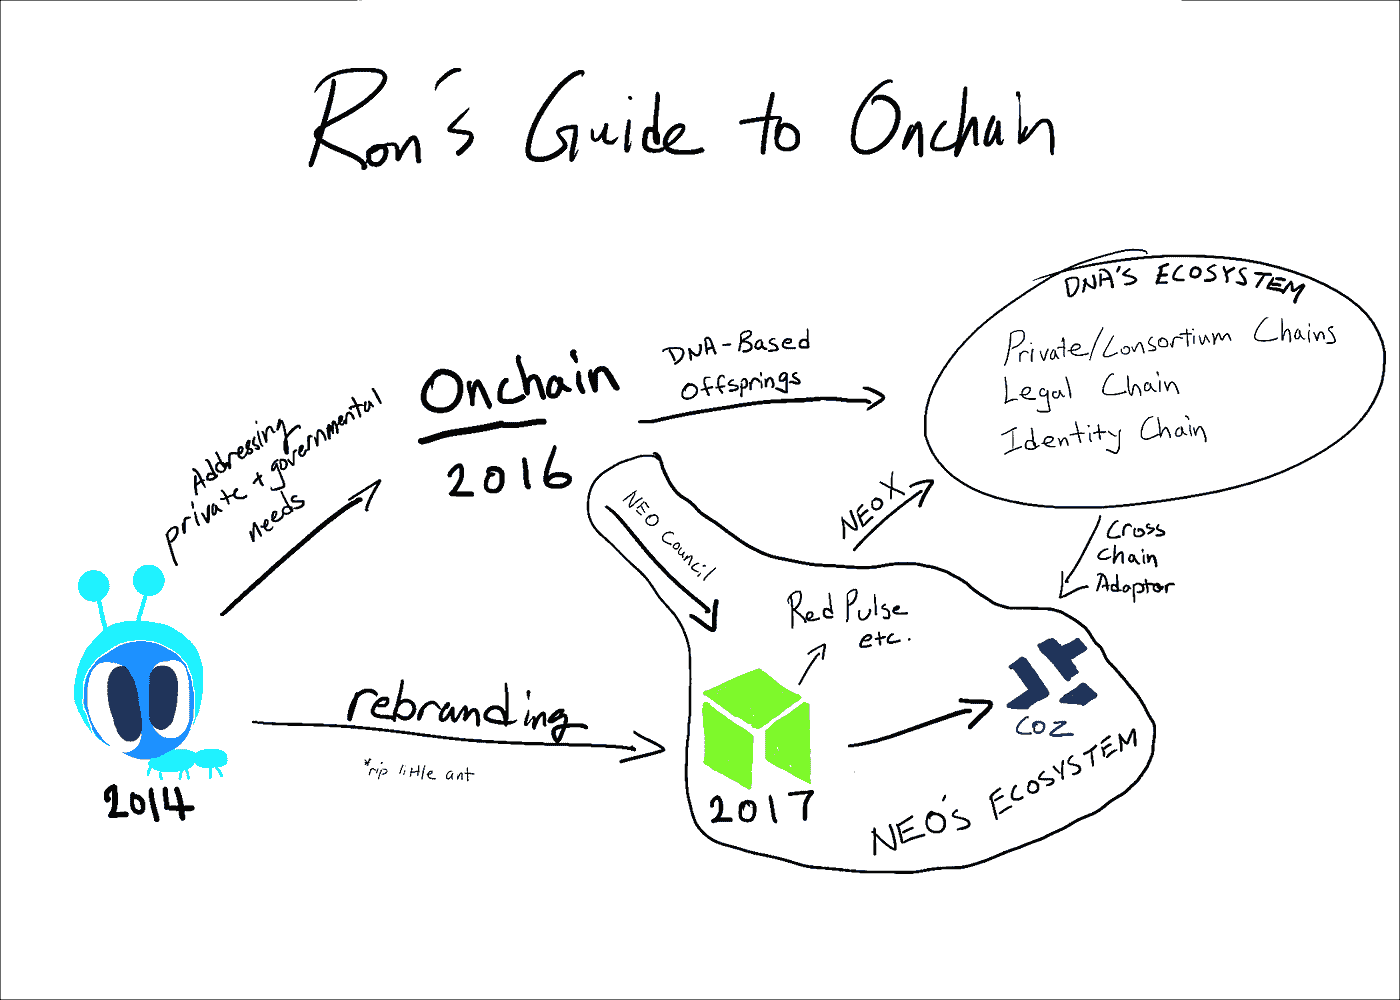 Ron's Guide to Onchain
DNA'S ECOSYSTEM
Private/Consortium Chains
Legal Chain
Identity Chain
DNA-Based
Offsprings
Onchain
2016
Addressing
private + governmental
needs
NEO Council
NEOX
Cross
Chain
Adaptor
Red Pulse
etc.
rebranding
*rip little ant
2014
2017
COZ
NEO'S ECOSYSTEM